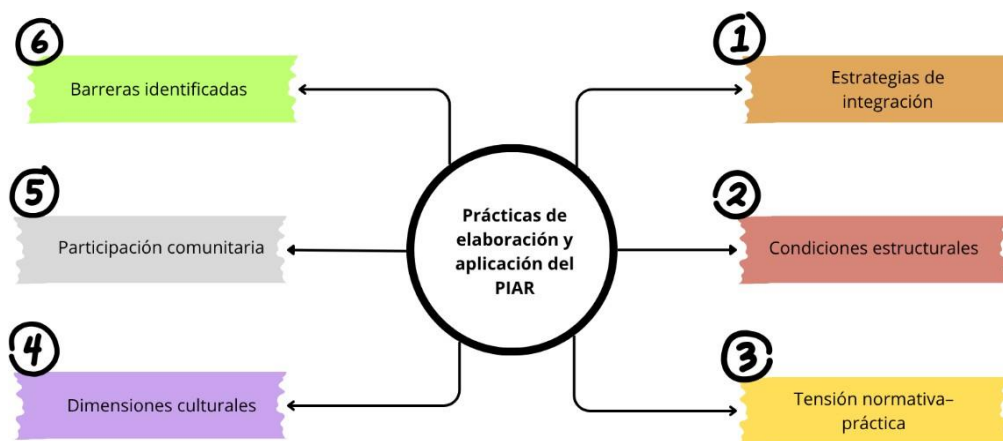 6
Barreras identificadas
1
Estrategias de
integración
5
Participación comunitaria
Prácticas de
elaboración y
aplicación del
PIAR
2
Condiciones estructurales
4
Dimensiones culturales
3
Tensión normativa–
práctica